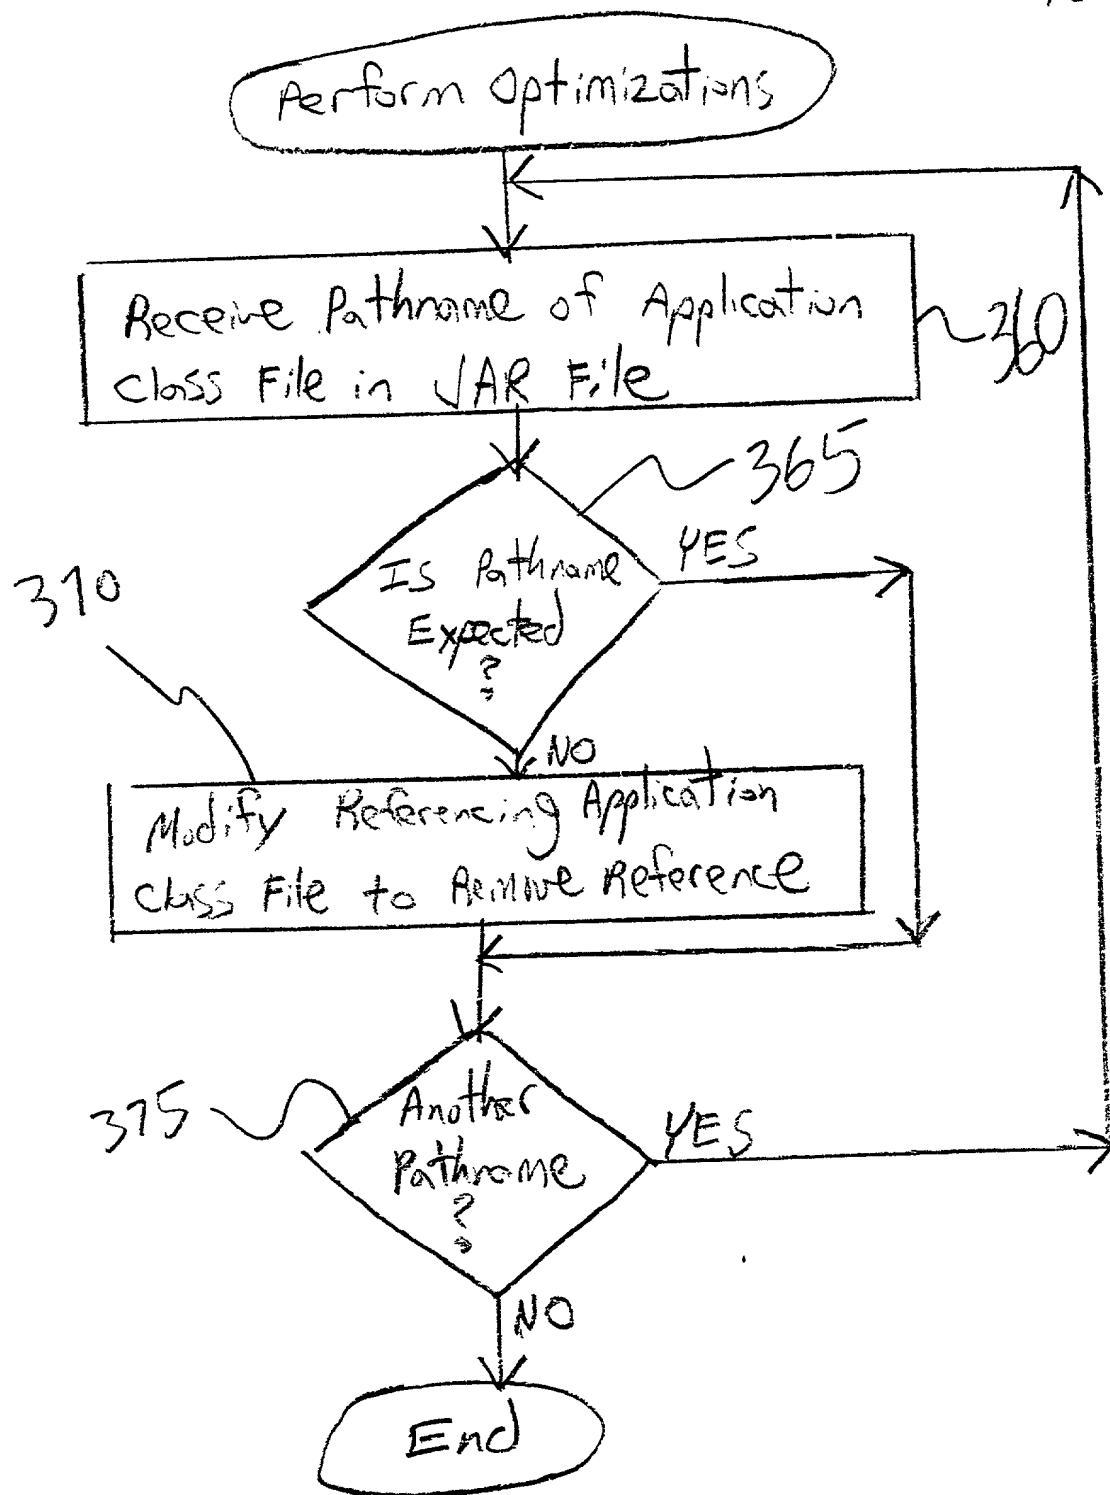 Perform Optimizations
Receive Pathname of Application
Class File in JAR File
360
365
Is Pathname
Expected
?
YES
370
NO
Modify Referencing Application
Class File to Remove Reference
375
Another
Pathname
?
YES
NO
End